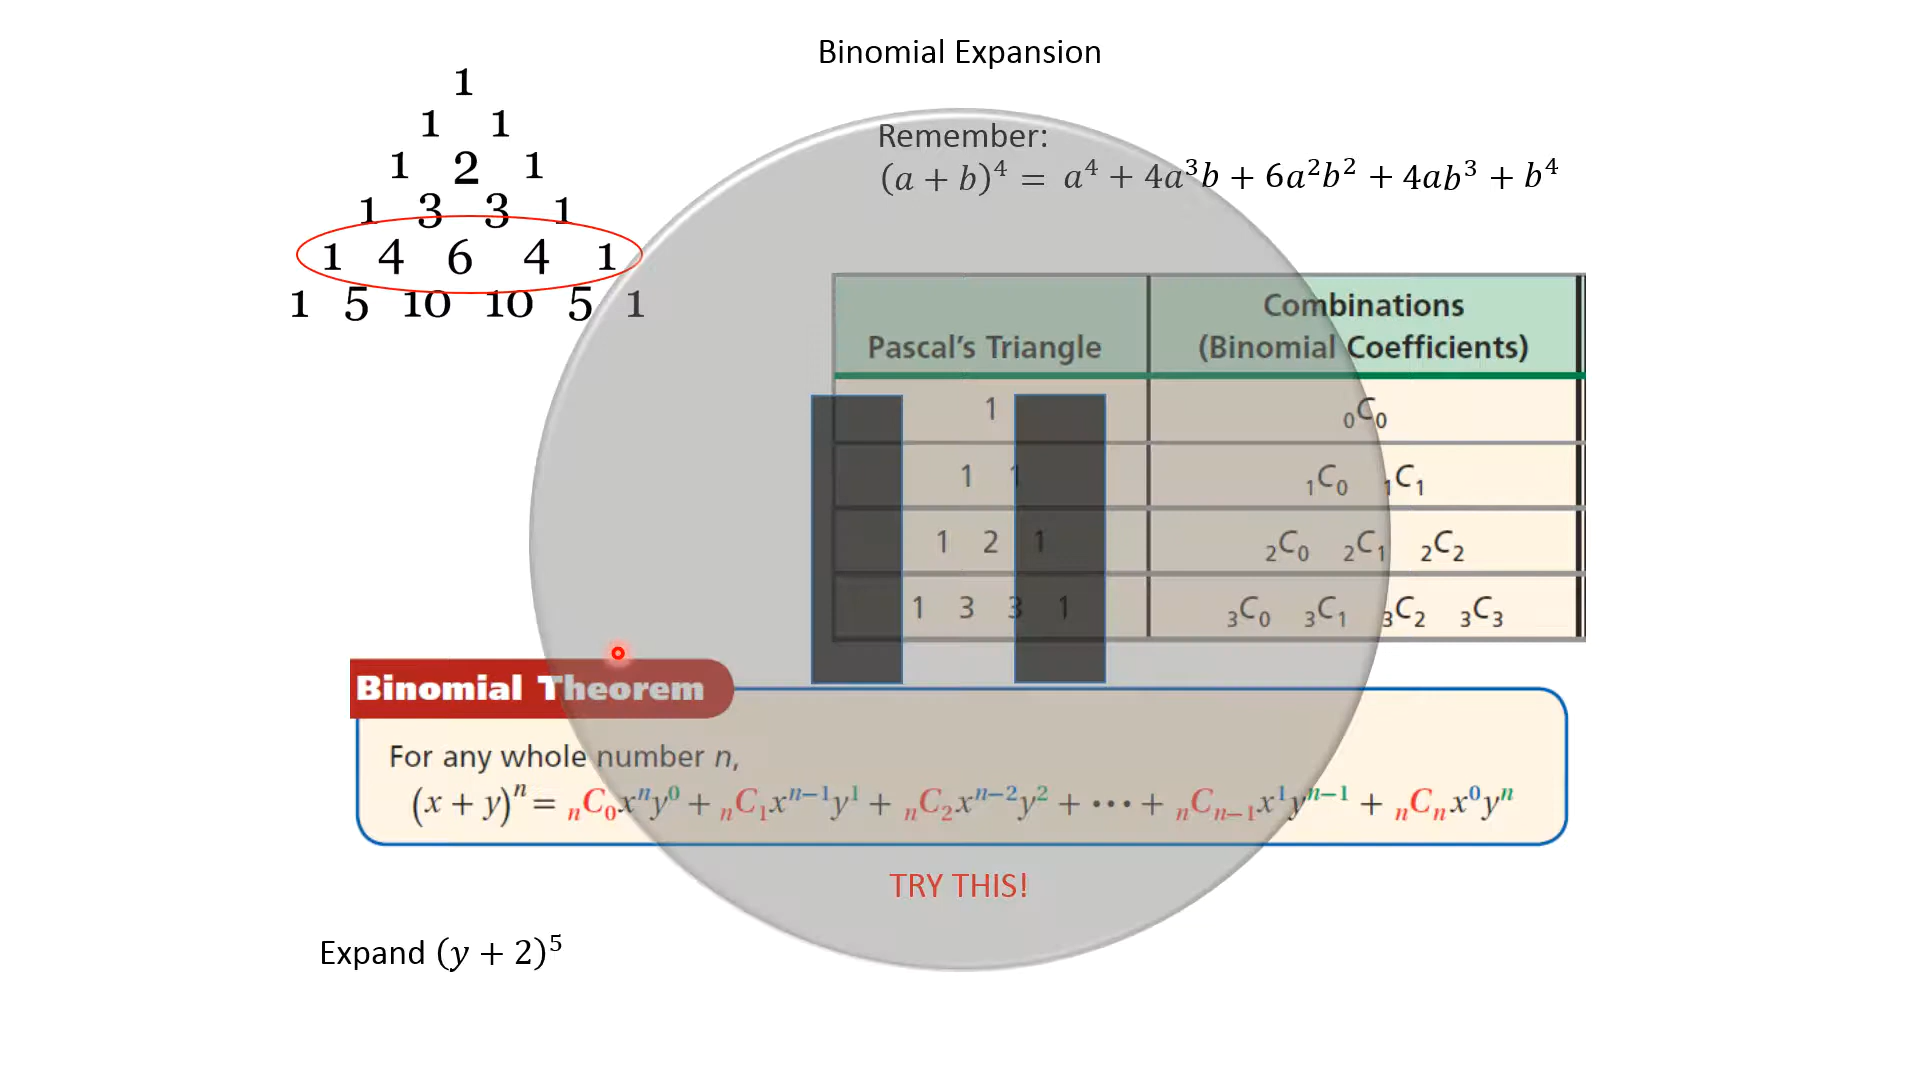 Binomial Expansion
1
1 1
1 2 1
1 3 3 1
1 4 6 4 1
1 5 10 10 5 1
Remember:
(a + b)⁴ = a⁴ + 4a³b + 6a²b² + 4ab³ + b⁴
Pascal's Triangle
Combinations
(Binomial Coefficients)
1
₀C₀
1 1
₁C₀ ₁C₁
1 2 1
₂C₀ ₂C₁ ₂C₂
1 3 3 1
₃C₀ ₃C₁ ₃C₂ ₃C₃
Binomial Theorem
For any whole number n,
(x + y)ⁿ = ₙC₀xⁿy⁰ + ₙC₁xⁿ⁻¹y¹ + ₙC₂xⁿ⁻²y² + ··· + ₙCₙ₋₁x¹yⁿ⁻¹ + ₙCₙx⁰yⁿ
TRY THIS!
Expand (y + 2)⁵